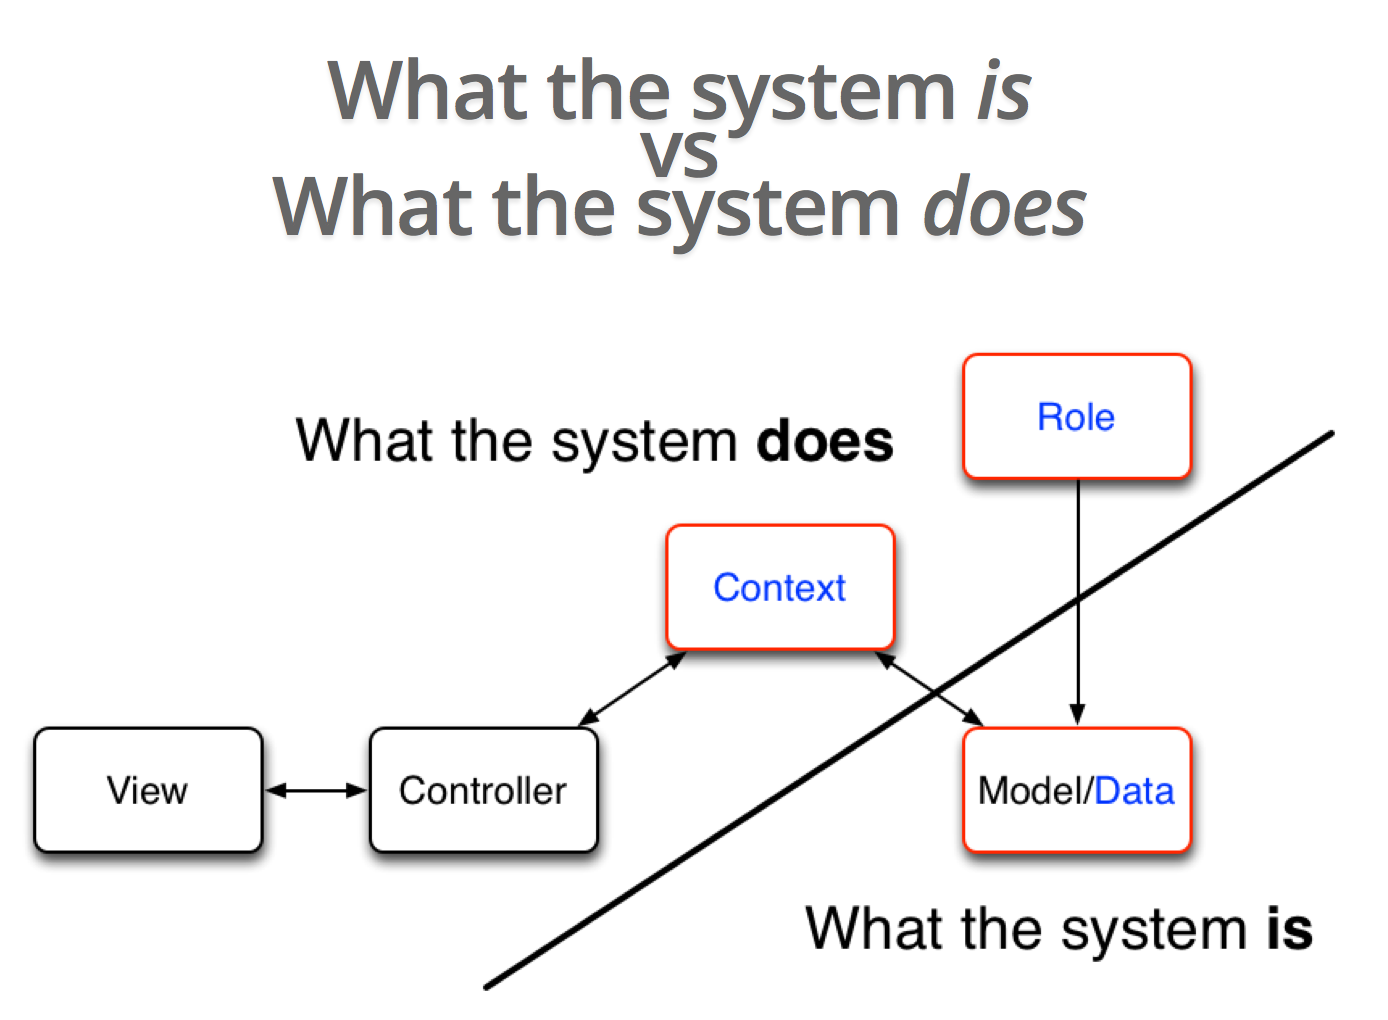 What the system is
vs
What the system does
Role
What the system does
Context
View
Controller
Model/Data
What the system is